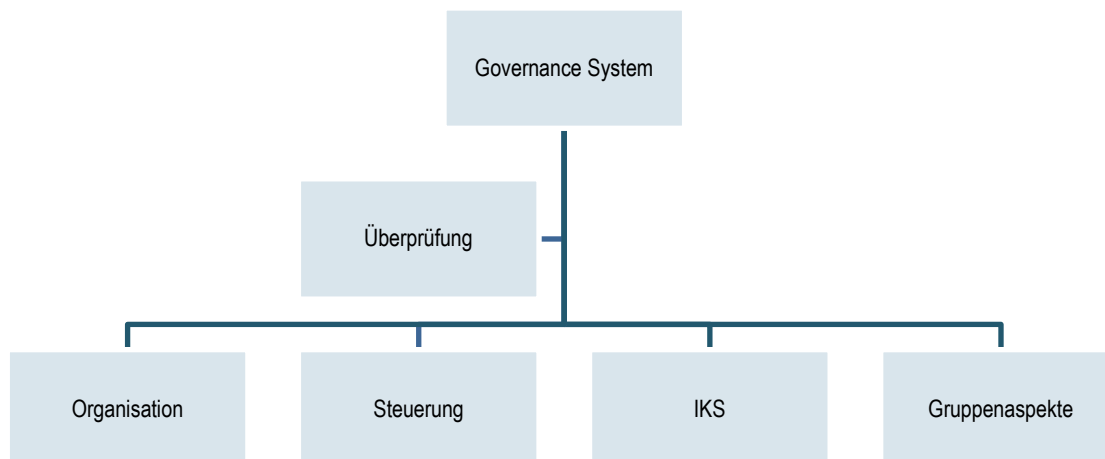 Governance System
Überprüfung
Organisation
Steuerung
IKS
Gruppenaspekte